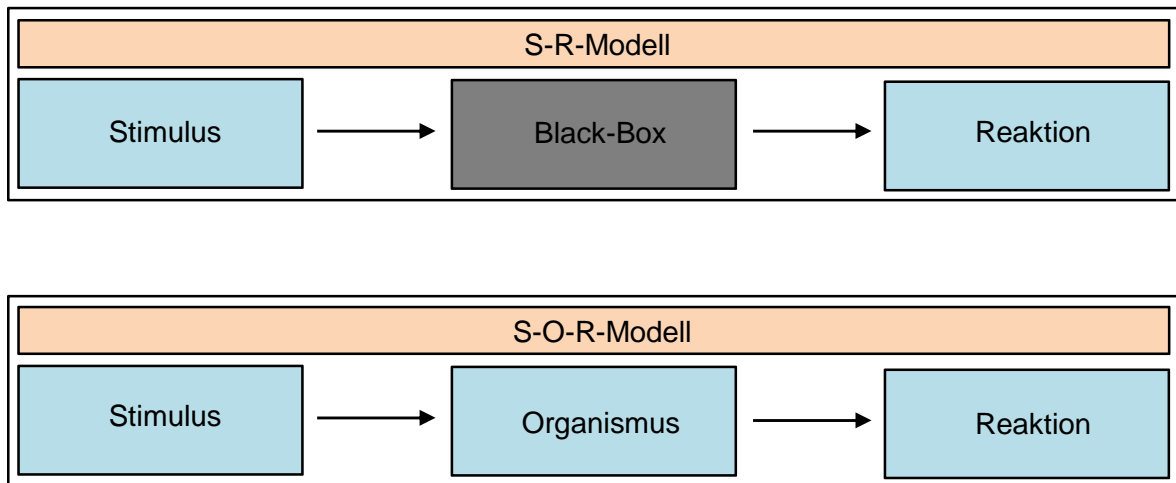 S-R-Modell
Stimulus
Black-Box
Reaktion
S-O-R-Modell
Stimulus
Organismus
Reaktion